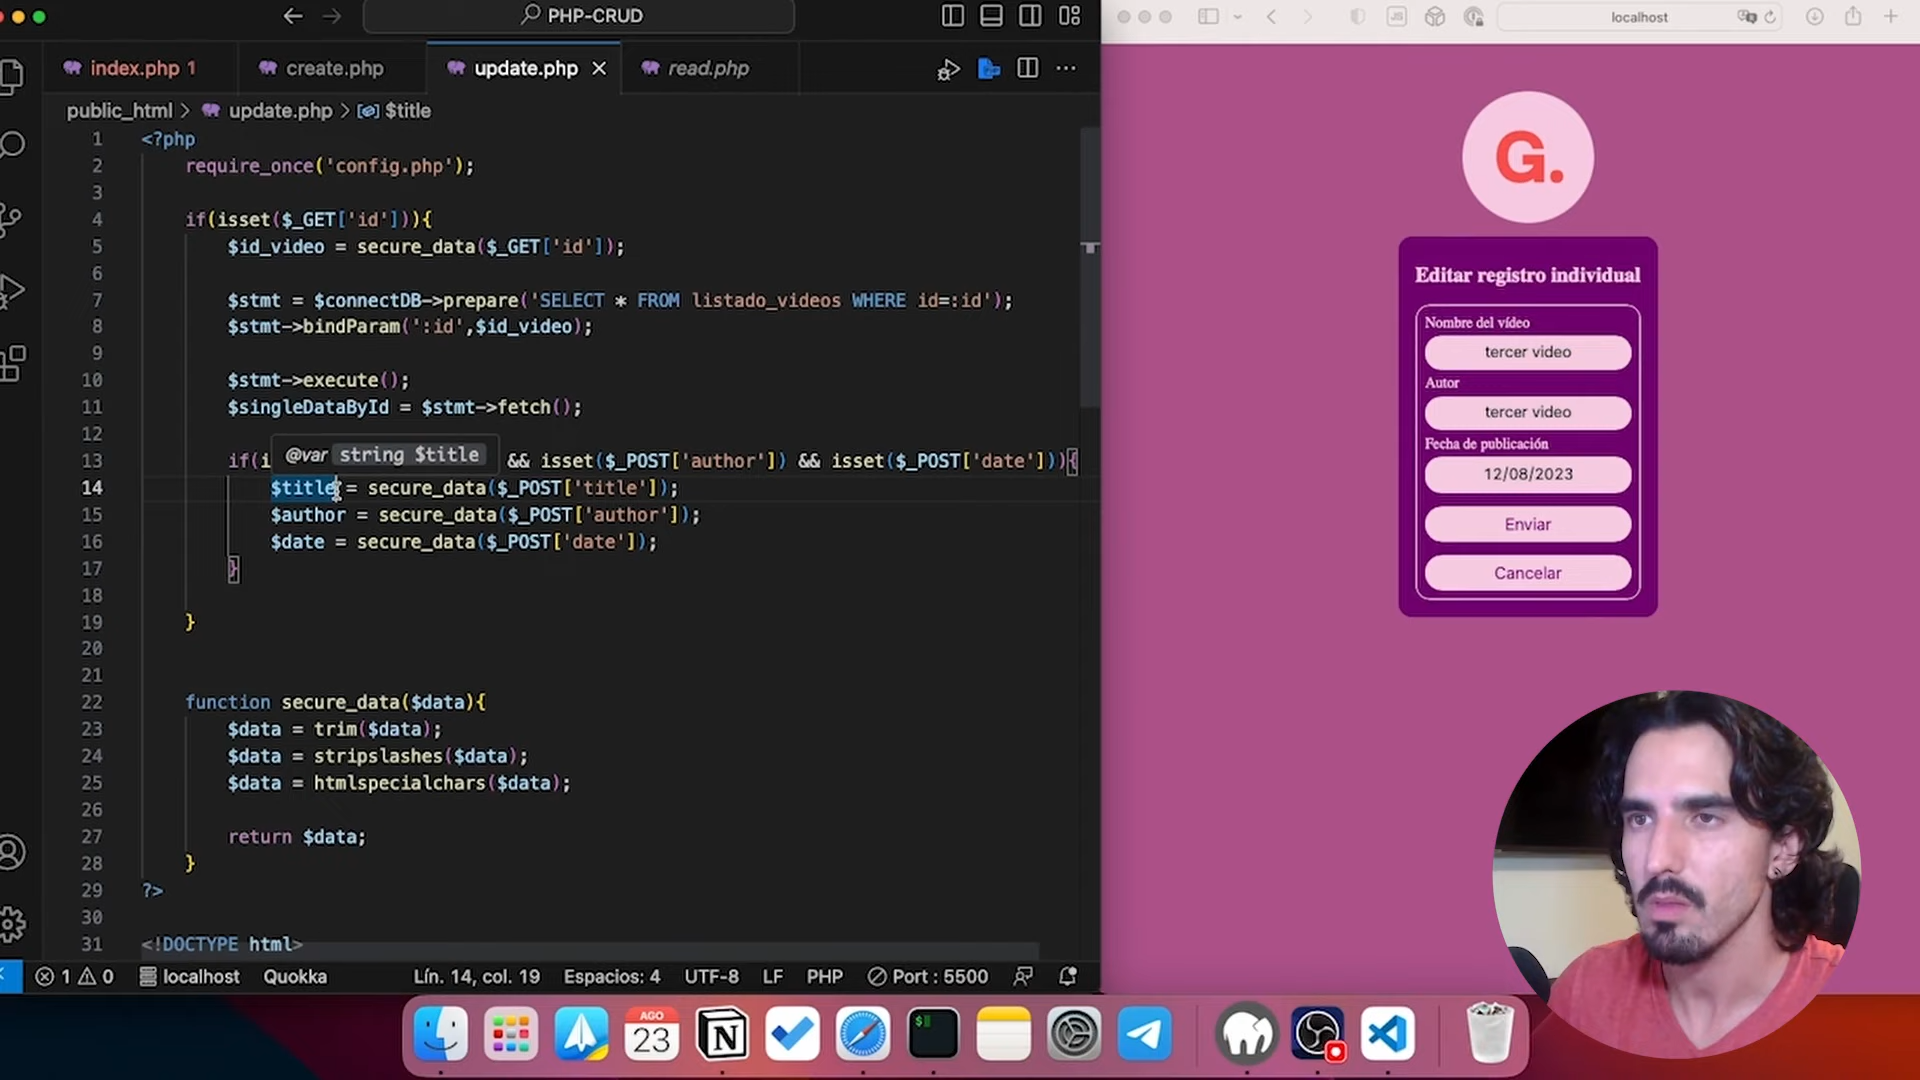 PHP-CRUD
localhost
index.php 1
create.php
update.php
read.php
public_html > update.php > $title
1 <?php
2 require_once('config.php');
3
4 if(isset($_GET['id'])){
5 $id_video = secure_data($_GET['id']);
6
7 $stmt = $connectDB->prepare('SELECT * FROM listado_videos WHERE id=:id');
8 $stmt->bindParam(':id',$id_video);
9
10 $stmt->execute();
11 $singleDataById = $stmt->fetch();
12
@var string $title
13 if(i && isset($_POST['author']) && isset($_POST['date'])){
14 $title = secure_data($_POST['title']);
15 $author = secure_data($_POST['author']);
16 $date = secure_data($_POST['date']);
17 }
18
19 }
20
21
22 function secure_data($data){
23 $data = trim($data);
24 $data = stripslashes($data);
25 $data = htmlspecialchars($data);
26
27 return $data;
28 }
29 ?>
30
31 <!DOCTYPE html>
1 0 localhost Quokka Lín. 14, col. 19 Espacios: 4 UTF-8 LF PHP Port : 5500
G.
Editar registro individual
Nombre del vídeo
tercer video
Autor
tercer video
Fecha de publicación
12/08/2023
Enviar
Cancelar
AGO
23